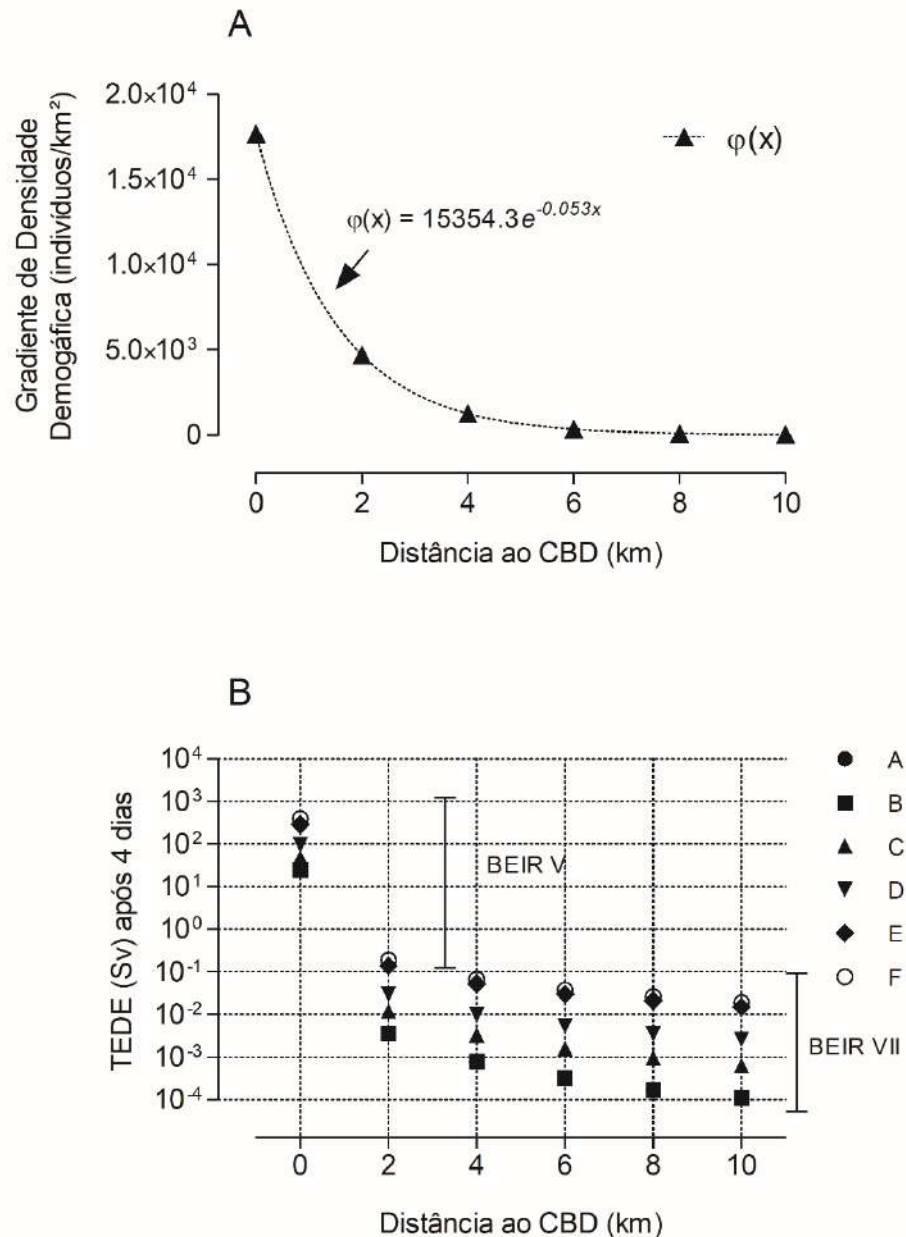 A
Gradiente de Densidade
Demogáfica (indivíduos/km²)
2.0×10⁴
1.5×10⁴
1.0×10⁴
5.0×10³
0
φ(x)
φ(x) = 15354.3e^-0.053x
0 2 4 6 8 10
Distância ao CBD (km)
B
TEDE (Sv) após 4 dias
10⁴
10³
10²
10¹
10⁰
10⁻¹
10⁻²
10⁻³
10⁻⁴
BEIR V
BEIR VII
A
B
C
D
E
F
0 2 4 6 8 10
Distância ao CBD (km)